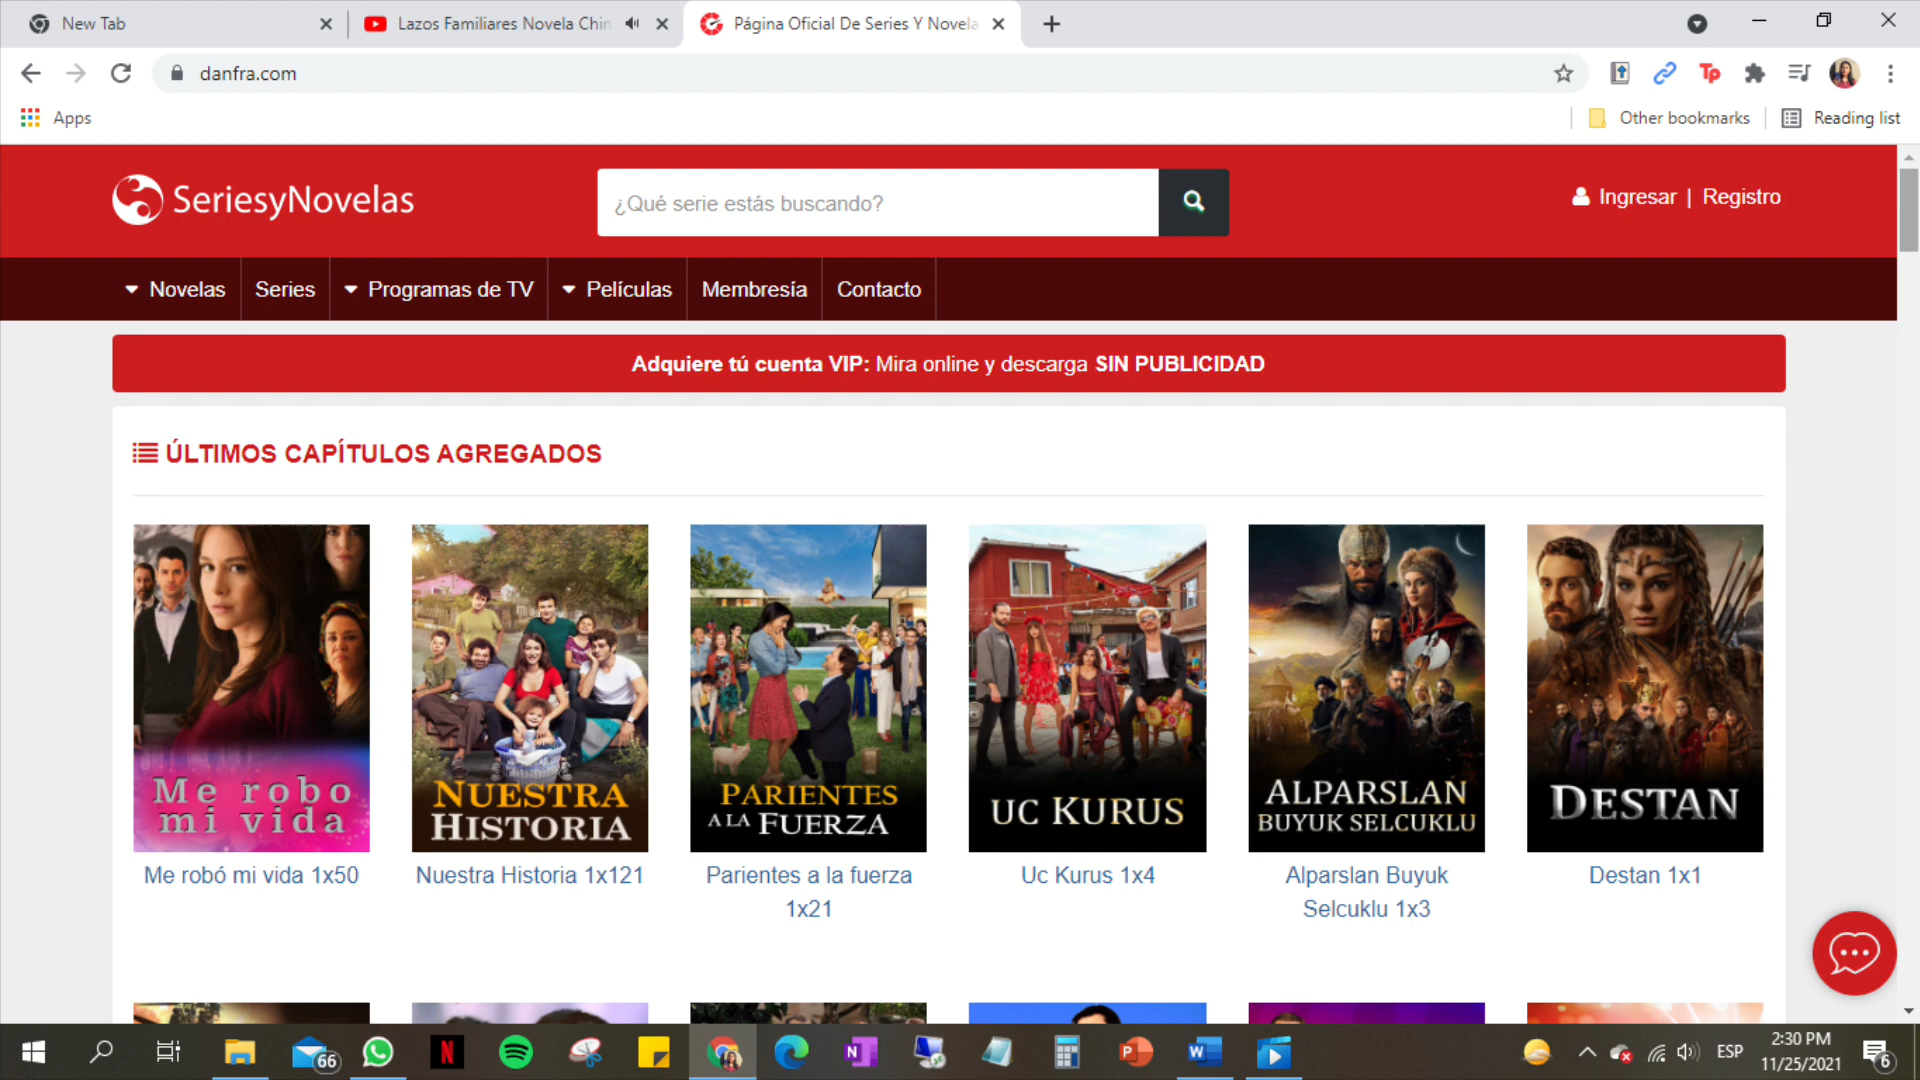 New Tab
Lazos Familiares Novela Chin
Página Oficial De Series Y Novela
danfra.com
Apps
Other bookmarks
Reading list
SeriesyNovelas
¿Qué serie estás buscando?
Ingresar | Registro
Novelas
Series
Programas de TV
Películas
Membresía
Contacto
Adquiere tú cuenta VIP: Mira online y descarga SIN PUBLICIDAD
ÚLTIMOS CAPÍTULOS AGREGADOS
Me robo
mi vida
NUESTRA
HISTORIA
PARIENTES
A LA FUERZA
UC KURUS
ALPARSLAN
BUYUK SELCUKLU
DESTAN
Me robó mi vida 1x50
Nuestra Historia 1x121
Parientes a la fuerza
1x21
Uc Kurus 1x4
Alparslan Buyuk
Selcuklu 1x3
Destan 1x1
66
ESP
2:30 PM
11/25/2021
6